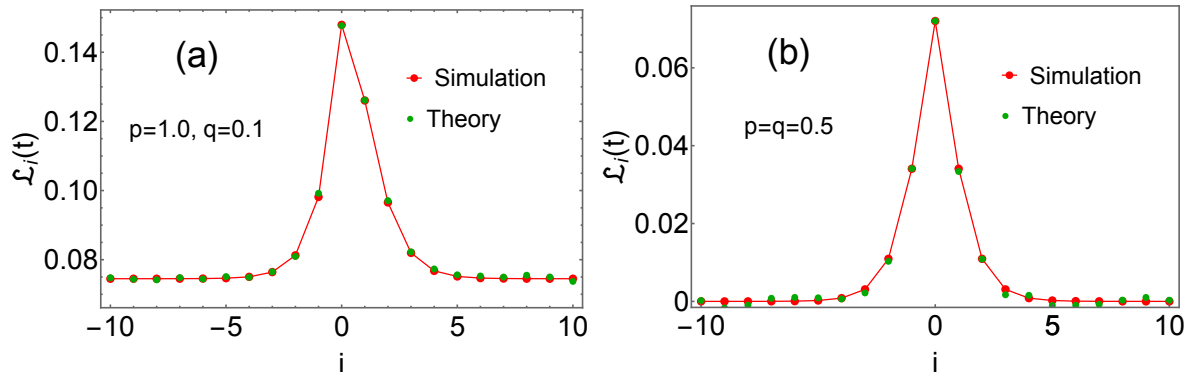 (a)
Simulation
Theory
p=1.0, q=0.1
ℒᵢ(t)
0.14
0.12
0.10
0.08
−10
−5
0
5
10
i
(b)
Simulation
Theory
p=q=0.5
ℒᵢ(t)
0.06
0.04
0.02
0
−10
0
5
10
i